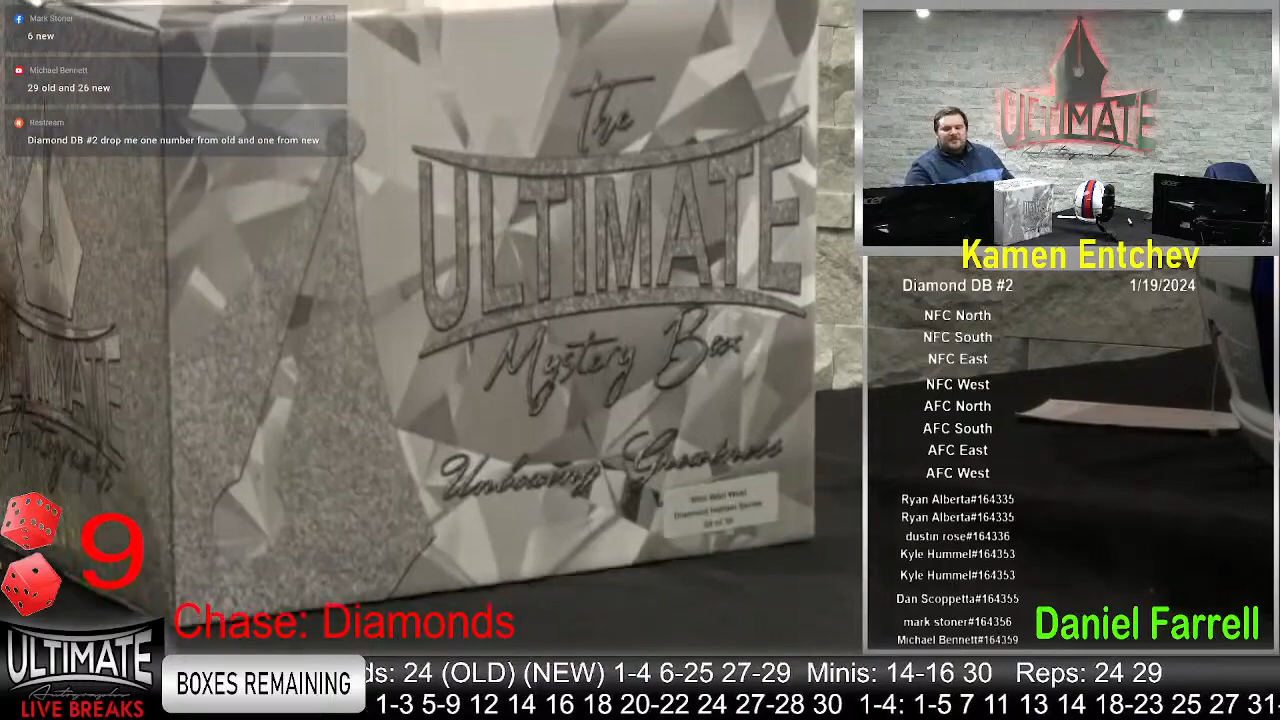 Mark Stoner
6 new
Michael Bennett
29 old and 26 new
Restream
Diamond DB #2 drop me one number from old and one from new
The
ULTIMATE
Mystery Box
Unboxing Greatness
ULTIMATE
acer
Kamen Entchev
Diamond DB #2 1/19/2024
NFC North
NFC South
NFC East
NFC West
AFC North
AFC South
AFC East
AFC West
Ryan Alberta#164335
Ryan Alberta#164335
dustin rose#164336
Kyle Hummel#164353
Kyle Hummel#164353
Dan Scoppetta#164355
mark stoner#164356
Michael Bennett#164359
Daniel Farrell
9
Chase: Diamonds
ULTIMATE
Autographs
LIVE BREAKS
BOXES REMAINING
ds: 24 (OLD) (NEW) 1-4 6-25 27-29 Minis: 14-16 30 Reps: 24 29
1-3 5-9 12 14 16 18 20-22 24 27-28 30 1-4: 1-5 7 11 13 14 18-23 25 27 31-